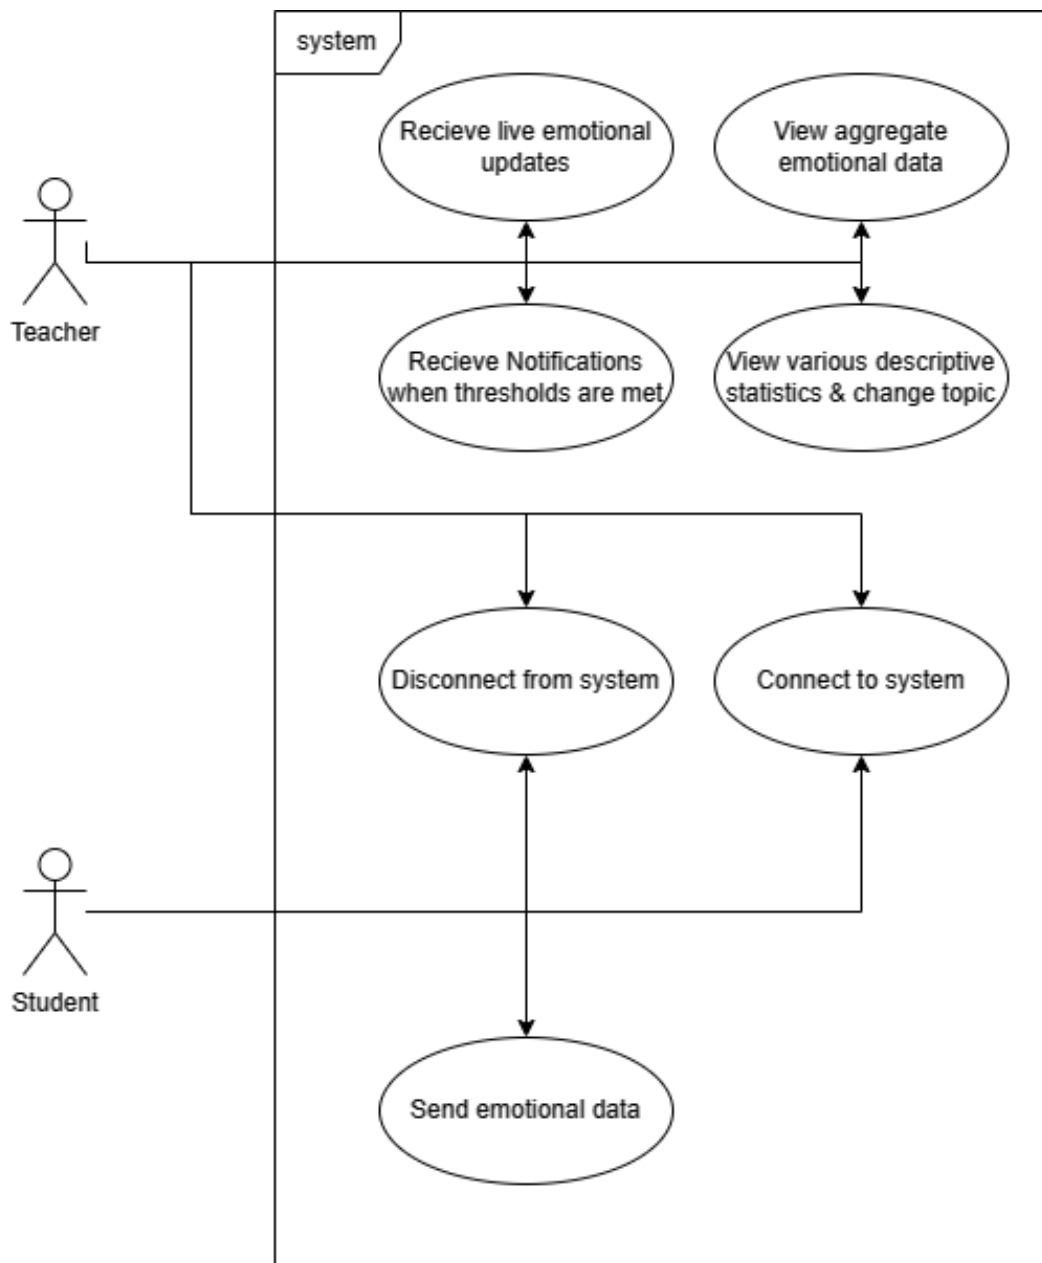 system
Recieve live emotional
updates
View aggregate
emotional data
Teacher
Recieve Notifications
when thresholds are met
View various descriptive
statistics & change topic
Disconnect from system
Connect to system
Student
Send emotional data